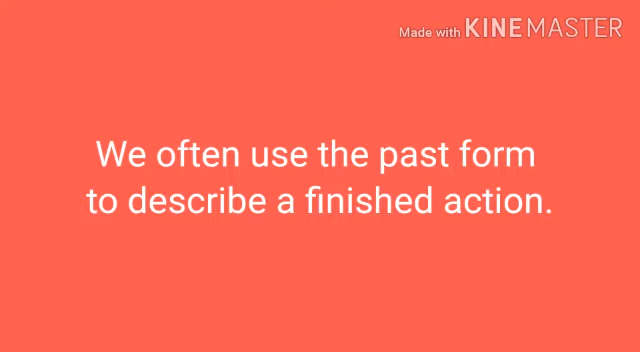 Made with KINEMASTER
We often use the past form
to describe a finished action.